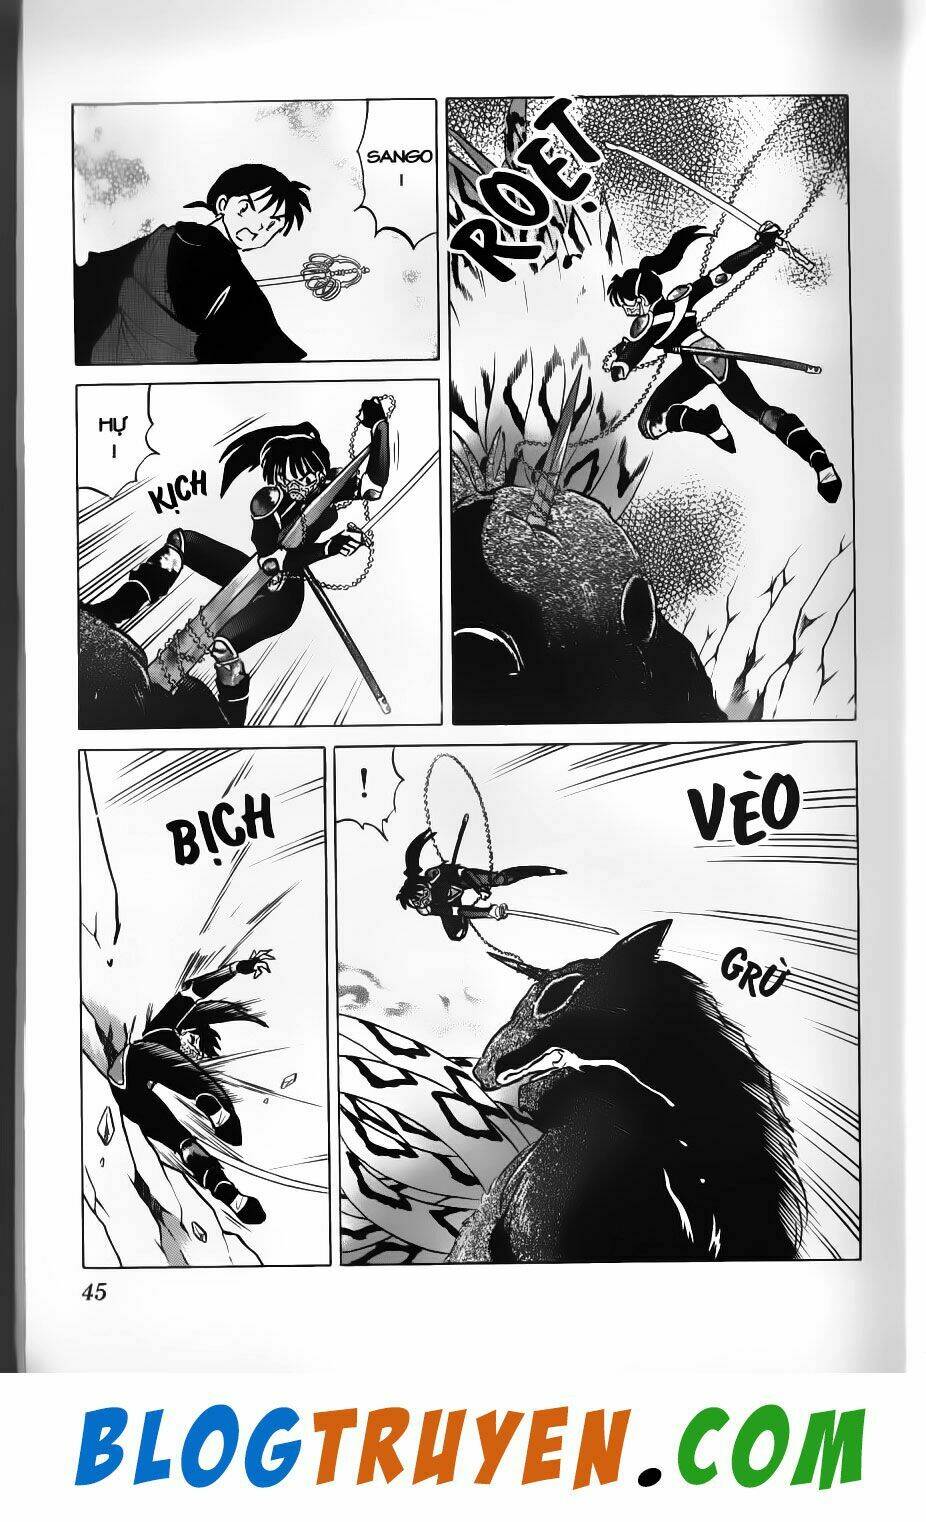 ROẸT
SANGO
!
HỰ
!
KỊCH
VÈO
!
GRỪ
BỊCH
45
BLOGTRUYEN.COM